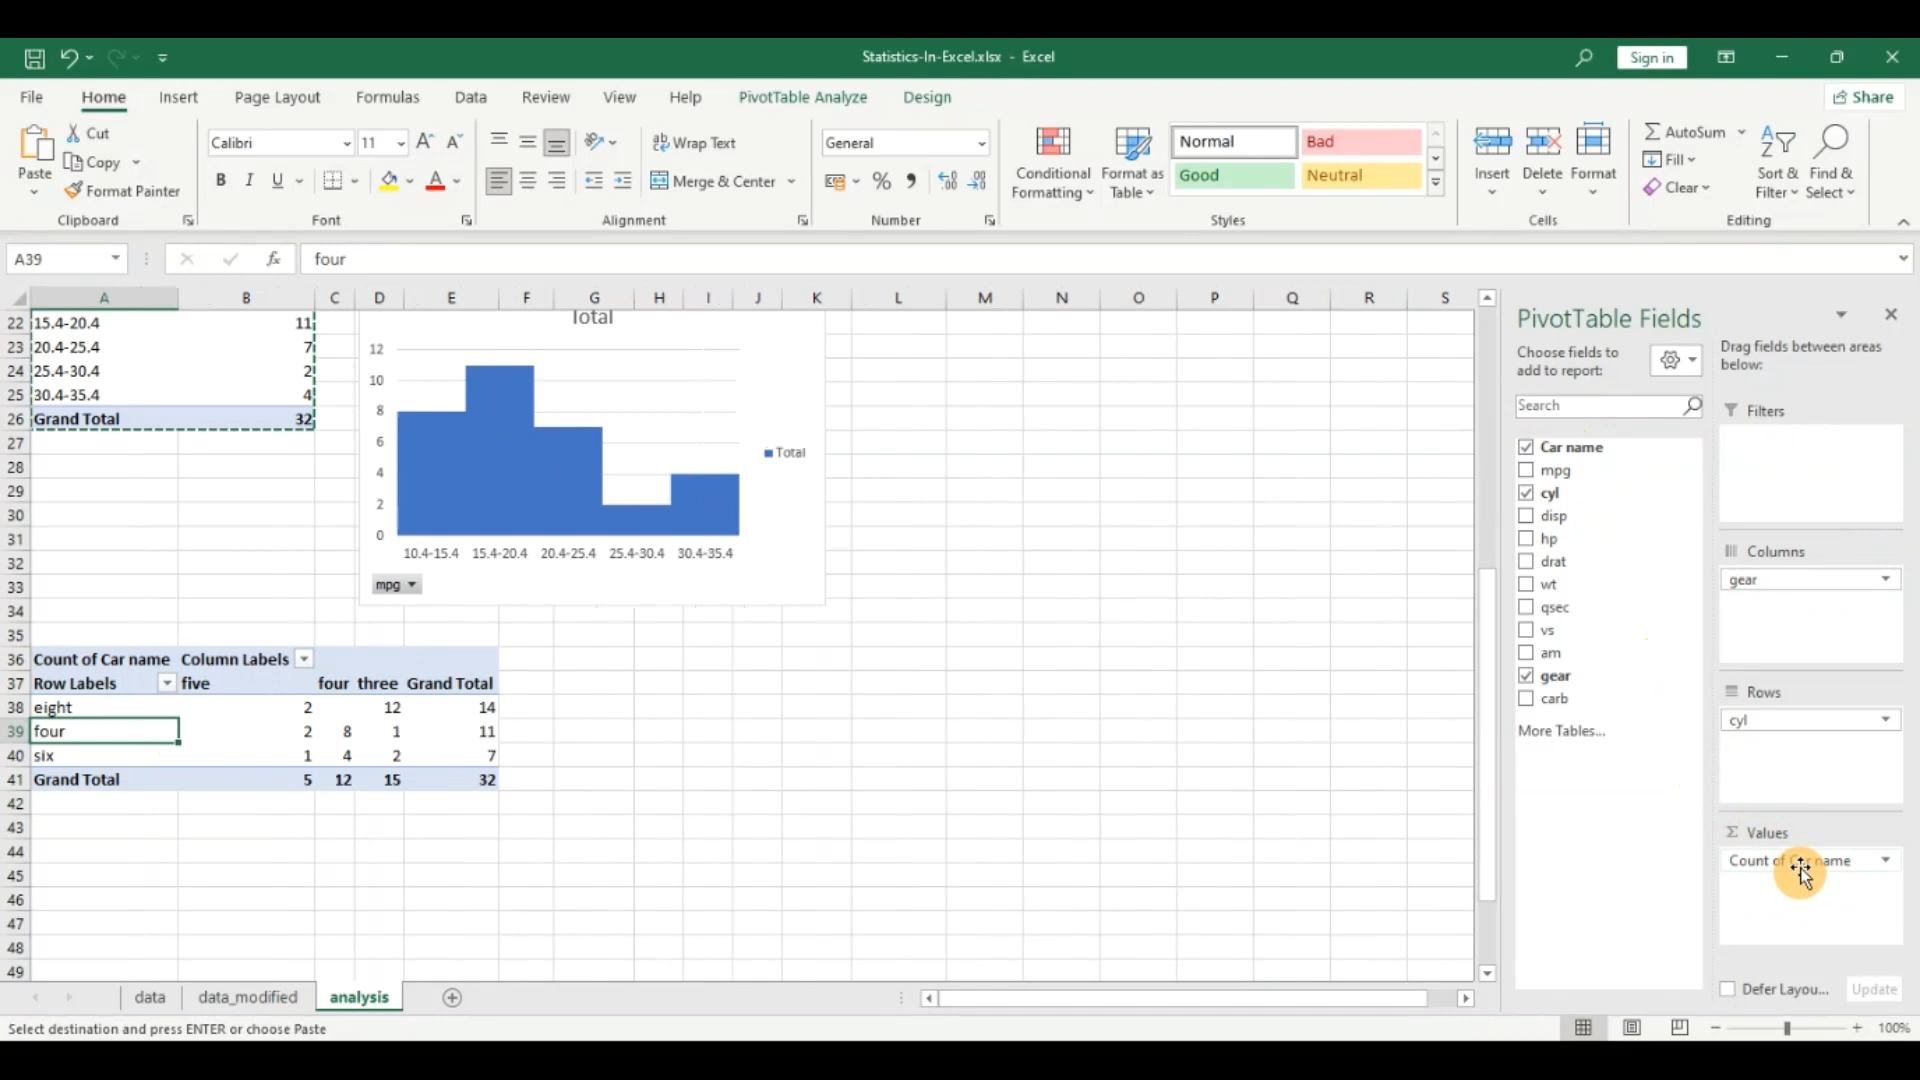 Statistics-In-Excel.xlsx - Excel
Sign in
File Home Insert Page Layout Formulas Data Review View Help PivotTable Analyze Design Share
Paste
Cut
Copy
Format Painter
Clipboard
Calibri 11
B I U
Font
Wrap Text
Merge & Center
Alignment
General
%
Number
Conditional Formatting
Format as Table
Normal Bad
Good Neutral
Styles
Insert Delete Format
Cells
AutoSum
Fill
Clear
Sort & Filter
Find & Select
Editing
A39 fx four
A B C D E F G H I J K L M N O P Q R S
22 15.4-20.4 11
23 20.4-25.4 7
24 25.4-30.4 2
25 30.4-35.4 4
26 Grand Total 32
27
28
29
30
31
32
33
34
35
Total
12
10
8
6
4
2
0
10.4-15.4 15.4-20.4 20.4-25.4 25.4-30.4 30.4-35.4
Total
mpg
36 Count of Car name Column Labels
37 Row Labels five four three Grand Total
38 eight 2 12 14
39 four 2 8 1 11
40 six 1 4 2 7
41 Grand Total 5 12 15 32
42
43
44
45
46
47
48
49
PivotTable Fields
Choose fields to
add to report:
Search
Car name
mpg
cyl
disp
hp
drat
wt
qsec
vs
am
gear
carb
More Tables...
Drag fields between areas
below:
Filters
Columns
gear
Rows
cyl
Σ Values
Count of Car name
Defer Layou... Update
data data_modified analysis
Select destination and press ENTER or choose Paste
100%